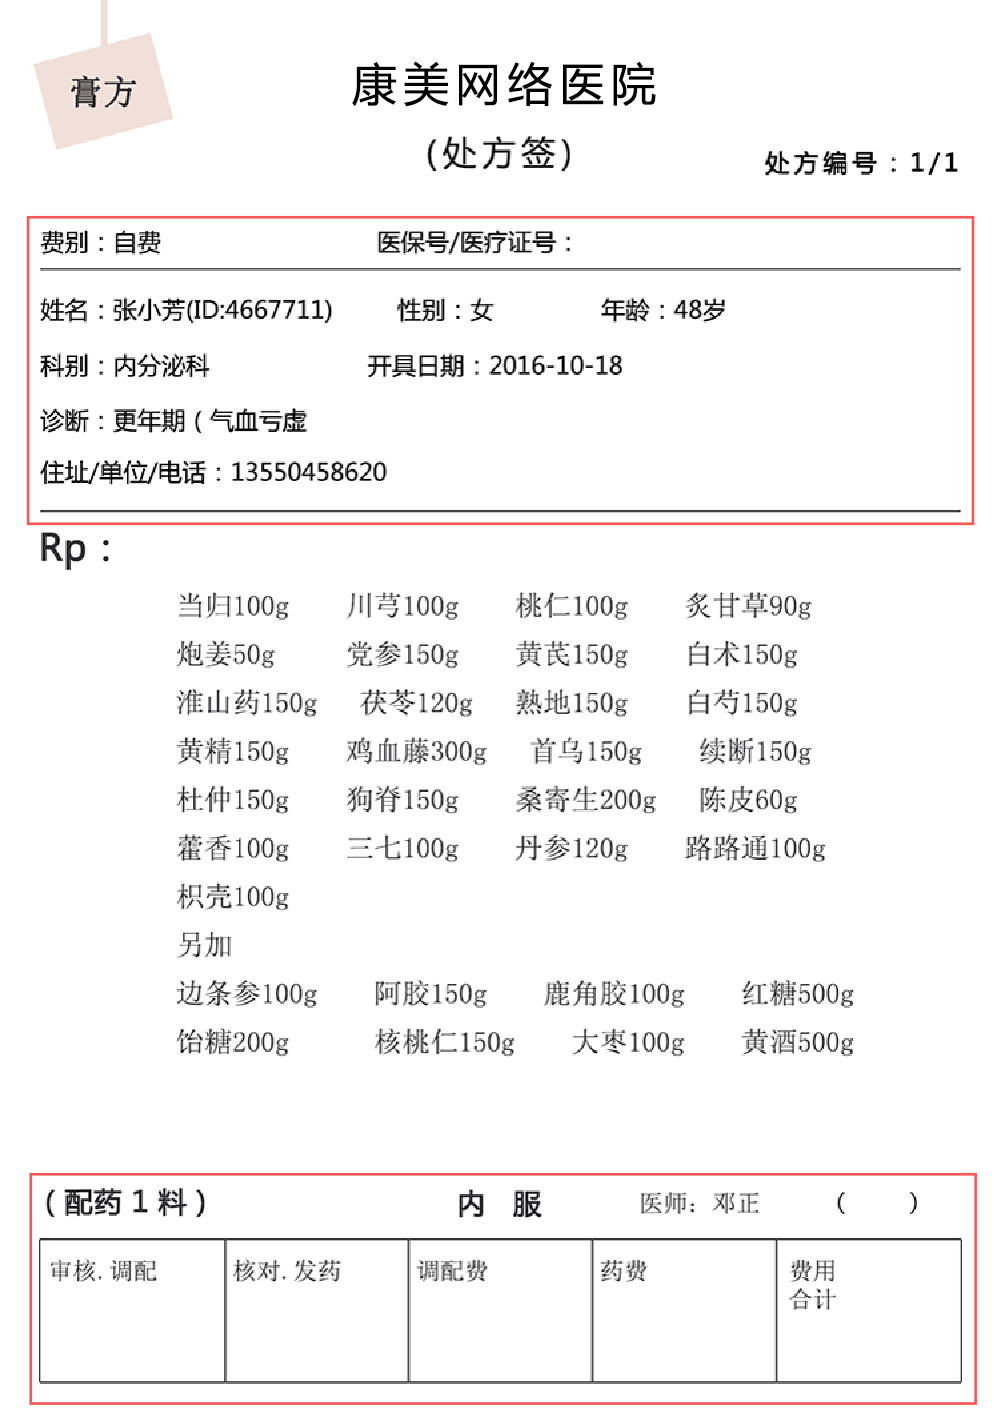 膏方
康美网络医院
(处方签)
处方编号：1/1
费别：自费 医保号/医疗证号：
姓名：张小芳(ID:4667711) 性别：女 年龄：48岁
科别：内分泌科 开具日期：2016-10-18
诊断：更年期（气血亏虚
住址/单位/电话：13550458620
Rp：
当归100g 川芎100g 桃仁100g 炙甘草90g
炮姜50g 党参150g 黄芪150g 白术150g
淮山药150g 茯苓120g 熟地150g 白芍150g
黄精150g 鸡血藤300g 首乌150g 续断150g
杜仲150g 狗脊150g 桑寄生200g 陈皮60g
藿香100g 三七100g 丹参120g 路路通100g
枳壳100g
另加
边条参100g 阿胶150g 鹿角胶100g 红糖500g
饴糖200g 核桃仁150g 大枣100g 黄酒500g
（配药1料） 内 服 医师：邓正 （ ）
审核.调配 核对.发药 调配费 药费 费用
合计